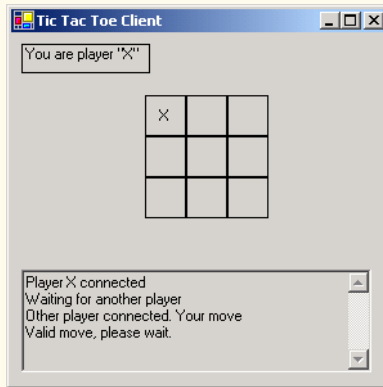 Tic Tac Toe Client
You are player "X"
X
Player X connected
Waiting for another player
Other player connected. Your move
Valid move, please wait.